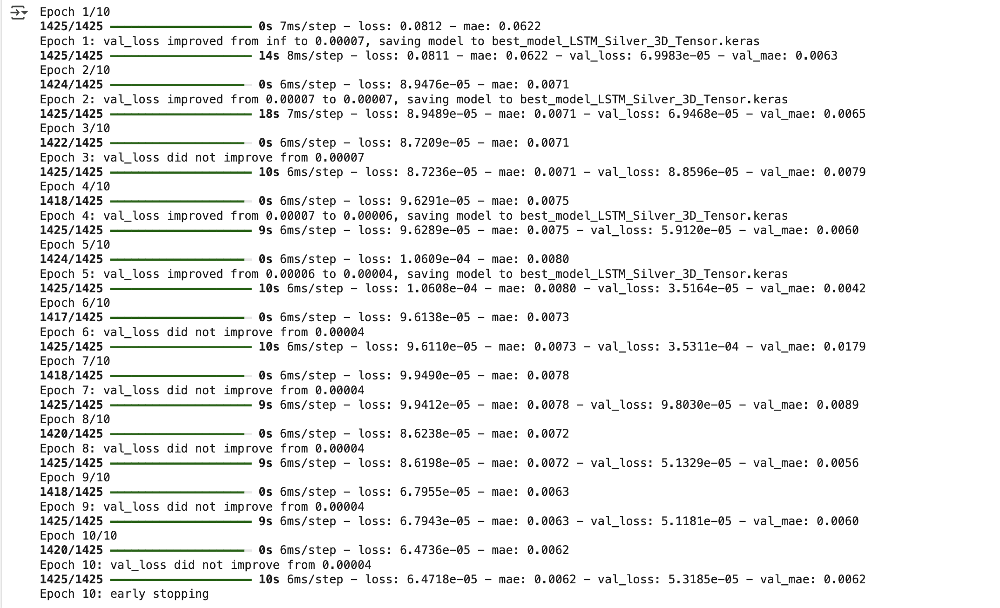 Epoch 1/10
1425/1425 ━━━━━━━━━━━━━━━━━━━━ 0s 7ms/step - loss: 0.0812 - mae: 0.0622
Epoch 1: val_loss improved from inf to 0.00007, saving model to best_model_LSTM_Silver_3D_Tensor.keras
1425/1425 ━━━━━━━━━━━━━━━━━━━━ 14s 8ms/step - loss: 0.0811 - mae: 0.0622 - val_loss: 6.9983e-05 - val_mae: 0.0063
Epoch 2/10
1424/1425 ━━━━━━━━━━━━━━━━━━━━ 0s 6ms/step - loss: 8.9476e-05 - mae: 0.0071
Epoch 2: val_loss improved from 0.00007 to 0.00007, saving model to best_model_LSTM_Silver_3D_Tensor.keras
1425/1425 ━━━━━━━━━━━━━━━━━━━━ 18s 7ms/step - loss: 8.9489e-05 - mae: 0.0071 - val_loss: 6.9468e-05 - val_mae: 0.0065
Epoch 3/10
1422/1425 ━━━━━━━━━━━━━━━━━━━━ 0s 6ms/step - loss: 8.7209e-05 - mae: 0.0071
Epoch 3: val_loss did not improve from 0.00007
1425/1425 ━━━━━━━━━━━━━━━━━━━━ 10s 6ms/step - loss: 8.7236e-05 - mae: 0.0071 - val_loss: 8.8596e-05 - val_mae: 0.0079
Epoch 4/10
1418/1425 ━━━━━━━━━━━━━━━━━━━━ 0s 6ms/step - loss: 9.6291e-05 - mae: 0.0075
Epoch 4: val_loss improved from 0.00007 to 0.00006, saving model to best_model_LSTM_Silver_3D_Tensor.keras
1425/1425 ━━━━━━━━━━━━━━━━━━━━ 9s 6ms/step - loss: 9.6289e-05 - mae: 0.0075 - val_loss: 5.9120e-05 - val_mae: 0.0060
Epoch 5/10
1424/1425 ━━━━━━━━━━━━━━━━━━━━ 0s 6ms/step - loss: 1.0609e-04 - mae: 0.0080
Epoch 5: val_loss improved from 0.00006 to 0.00004, saving model to best_model_LSTM_Silver_3D_Tensor.keras
1425/1425 ━━━━━━━━━━━━━━━━━━━━ 10s 6ms/step - loss: 1.0608e-04 - mae: 0.0080 - val_loss: 3.5164e-05 - val_mae: 0.0042
Epoch 6/10
1417/1425 ━━━━━━━━━━━━━━━━━━━━ 0s 6ms/step - loss: 9.6138e-05 - mae: 0.0073
Epoch 6: val_loss did not improve from 0.00004
1425/1425 ━━━━━━━━━━━━━━━━━━━━ 10s 6ms/step - loss: 9.6110e-05 - mae: 0.0073 - val_loss: 3.5311e-04 - val_mae: 0.0179
Epoch 7/10
1418/1425 ━━━━━━━━━━━━━━━━━━━━ 0s 6ms/step - loss: 9.9490e-05 - mae: 0.0078
Epoch 7: val_loss did not improve from 0.00004
1425/1425 ━━━━━━━━━━━━━━━━━━━━ 9s 6ms/step - loss: 9.9412e-05 - mae: 0.0078 - val_loss: 9.8030e-05 - val_mae: 0.0089
Epoch 8/10
1420/1425 ━━━━━━━━━━━━━━━━━━━━ 0s 6ms/step - loss: 8.6238e-05 - mae: 0.0072
Epoch 8: val_loss did not improve from 0.00004
1425/1425 ━━━━━━━━━━━━━━━━━━━━ 9s 6ms/step - loss: 8.6198e-05 - mae: 0.0072 - val_loss: 5.1329e-05 - val_mae: 0.0056
Epoch 9/10
1418/1425 ━━━━━━━━━━━━━━━━━━━━ 0s 6ms/step - loss: 6.7955e-05 - mae: 0.0063
Epoch 9: val_loss did not improve from 0.00004
1425/1425 ━━━━━━━━━━━━━━━━━━━━ 9s 6ms/step - loss: 6.7943e-05 - mae: 0.0063 - val_loss: 5.1181e-05 - val_mae: 0.0060
Epoch 10/10
1420/1425 ━━━━━━━━━━━━━━━━━━━━ 0s 6ms/step - loss: 6.4736e-05 - mae: 0.0062
Epoch 10: val_loss did not improve from 0.00004
1425/1425 ━━━━━━━━━━━━━━━━━━━━ 10s 6ms/step - loss: 6.4718e-05 - mae: 0.0062 - val_loss: 5.3185e-05 - val_mae: 0.0062
Epoch 10: early stopping